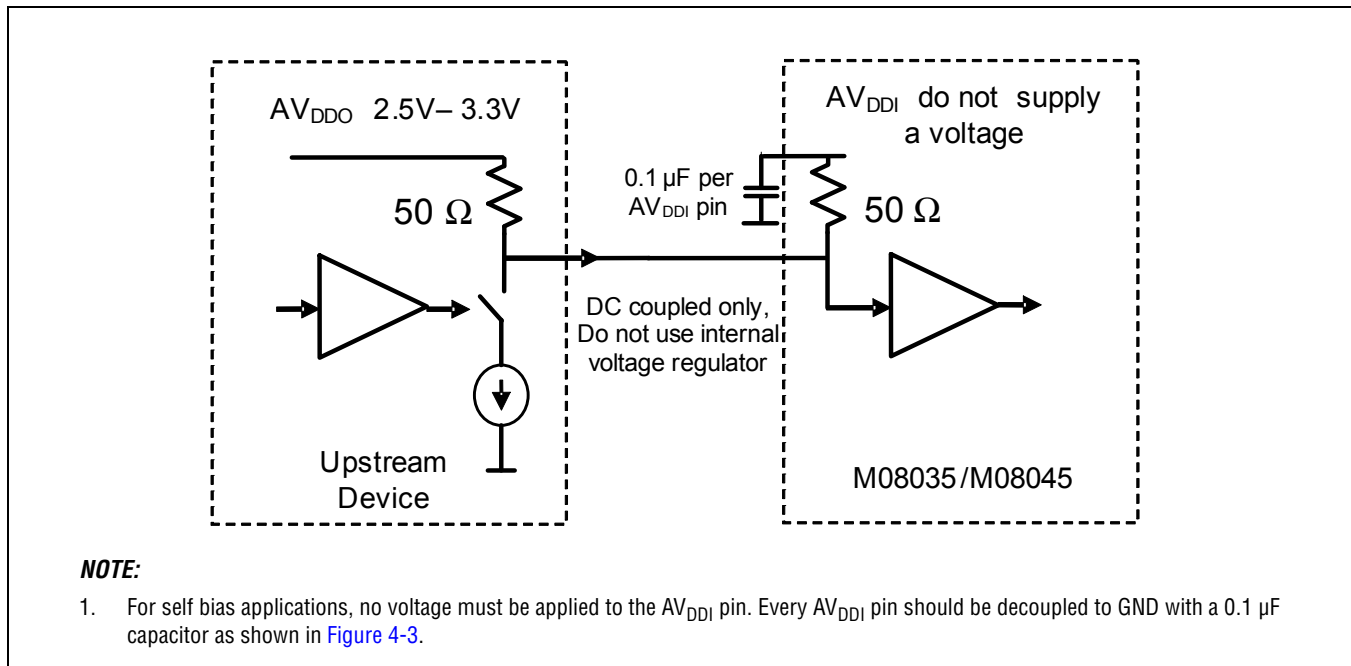 AVDDO 2.5V– 3.3V
50 Ω
Upstream
Device
0.1 µF per
AVDDI pin
DC coupled only,
Do not use internal
voltage regulator
AVDDI do not supply
a voltage
50 Ω
M08035/M08045
NOTE:
1. For self bias applications, no voltage must be applied to the AVDDI pin. Every AVDDI pin should be decoupled to GND with a 0.1 µF
capacitor as shown in Figure 4-3.